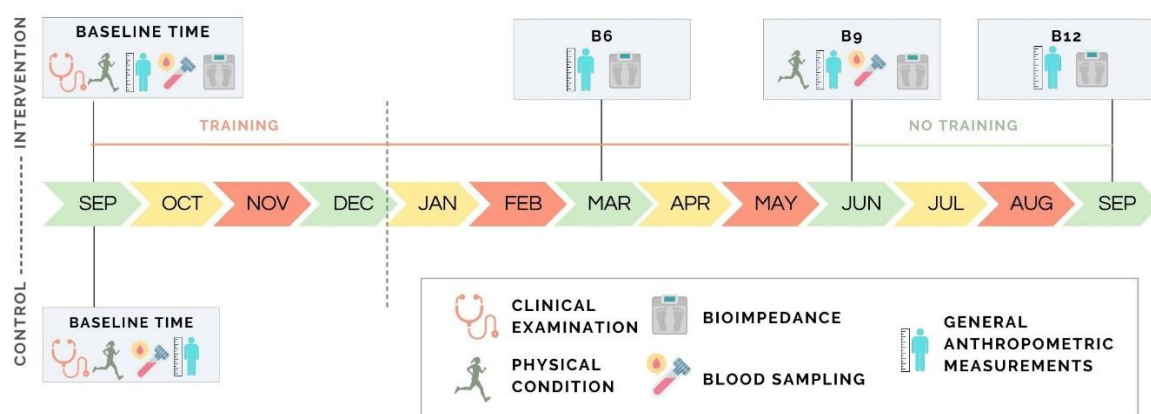 BASELINE TIME
B6
B9
B12
INTERVENTION
TRAINING
NO TRAINING
SEP
OCT
NOV
DEC
JAN
FEB
MAR
APR
MAY
JUN
JUL
AUG
SEP
CONTROL
BASELINE TIME
CLINICAL
EXAMINATION
BIOIMPEDANCE
GENERAL
ANTHROPOMETRIC
MEASUREMENTS
PHYSICAL
CONDITION
BLOOD SAMPLING